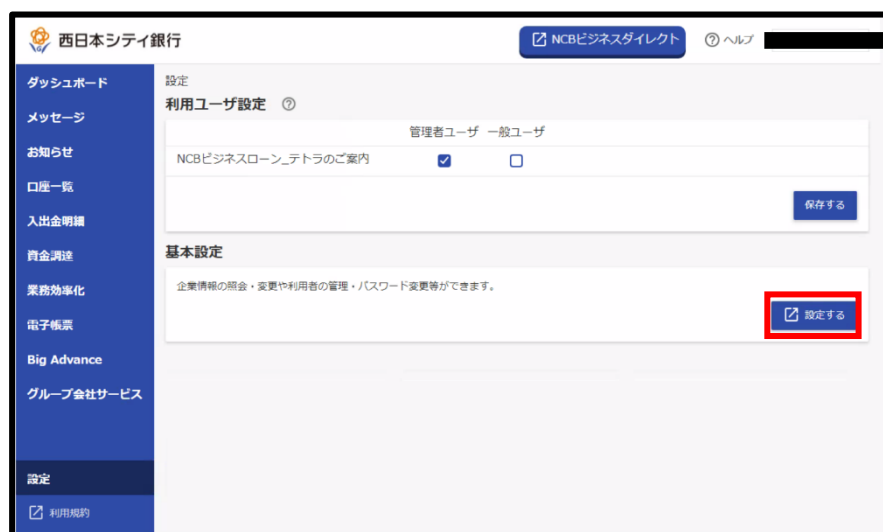 西日本シティ銀行
NCBビジネスダイレクト
ヘルプ
ダッシュボード
メッセージ
お知らせ
口座一覧
入出金明細
資金調達
業務効率化
電子帳票
Big Advance
グループ会社サービス
設定
利用規約
設定
利用ユーザ設定
管理者ユーザ 一般ユーザ
NCBビジネスローン_テトラのご案内
保存する
基本設定
企業情報の照会・変更や利用者の管理・パスワード変更等ができます。
設定する